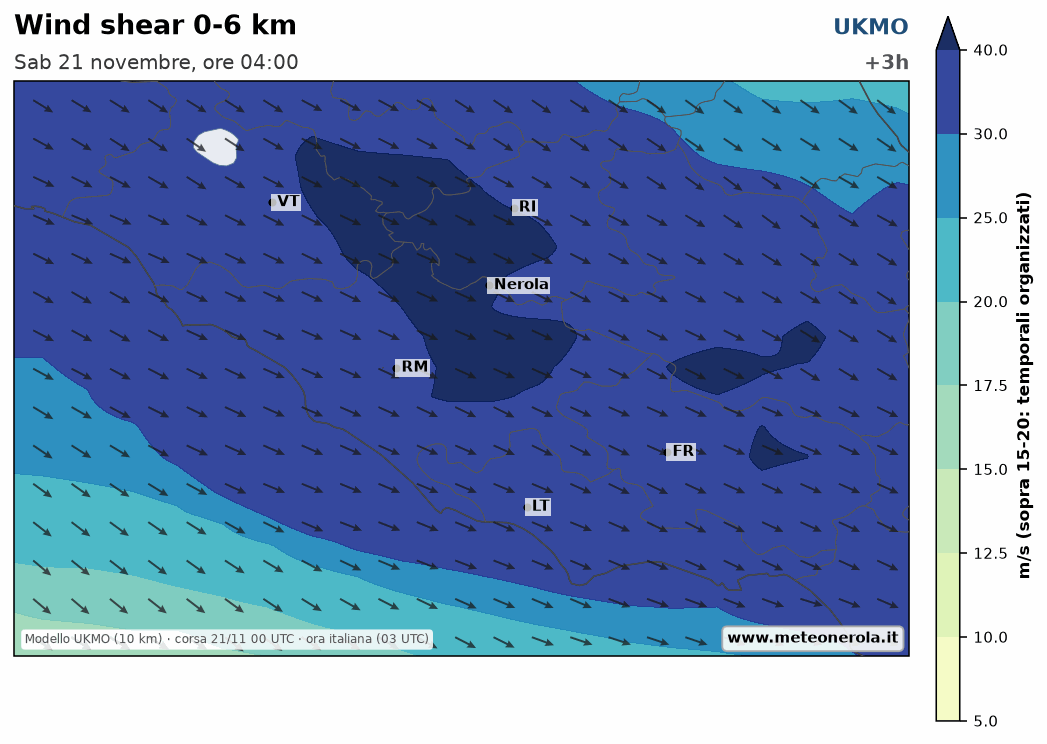 Wind shear 0-6 km
UKMO
Sab 21 novembre, ore 04:00
+3h
VT
RI
Nerola
RM
FR
LT
Modello UKMO (10 km) · corsa 21/11 00 UTC · ora italiana (03 UTC)
www.meteonerola.it
40.0
30.0
25.0
20.0
17.5
15.0
12.5
10.0
5.0
m/s (sopra 15-20: temporali organizzati)